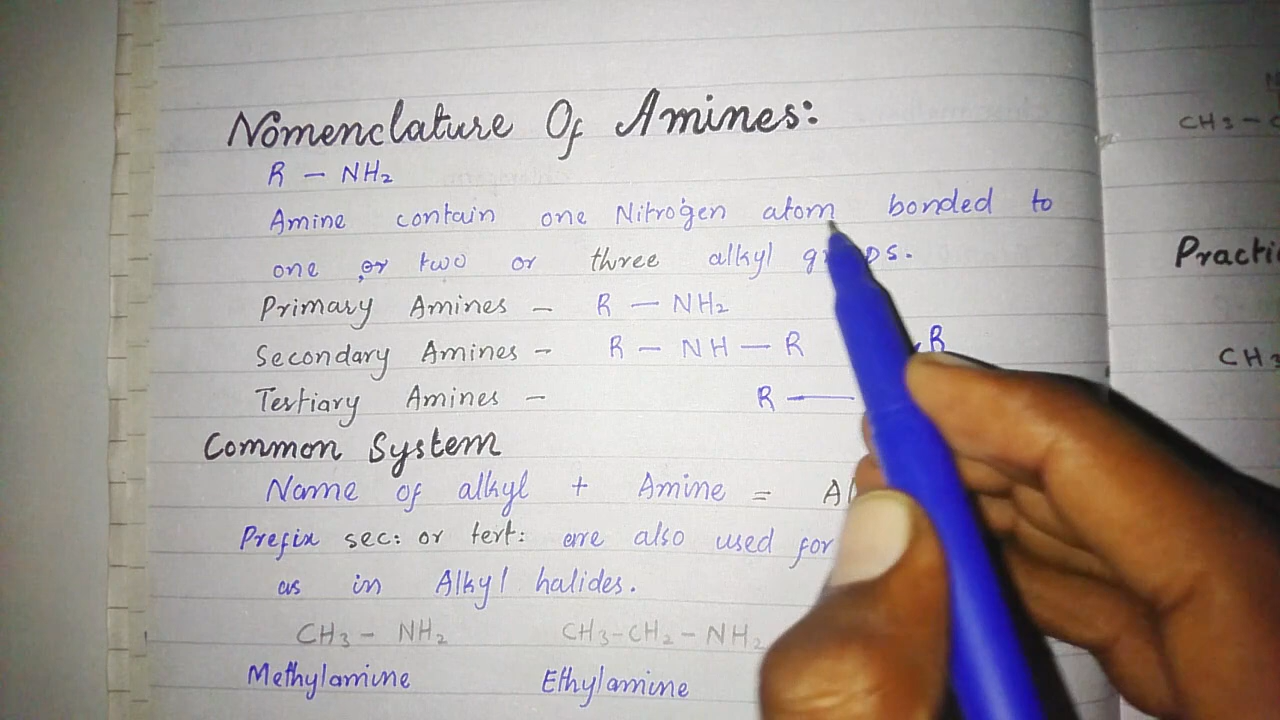 Nomenclature Of Amines:
R — NH₂
Amine contain one Nitrogen atom bonded to
one or two or three alkyl
Primary Amines – R — NH₂
Secondary Amines – R — NH — R
R
Tertiary Amines – R —
Common System
Name of alkyl + Amine =
Prefix sec: or tert: are also used for
as in Alkyl halides.
CH3 – NH₂ CH3–CH₂–NH₂
Methylamine Ethylamine
CH3 –
CH3